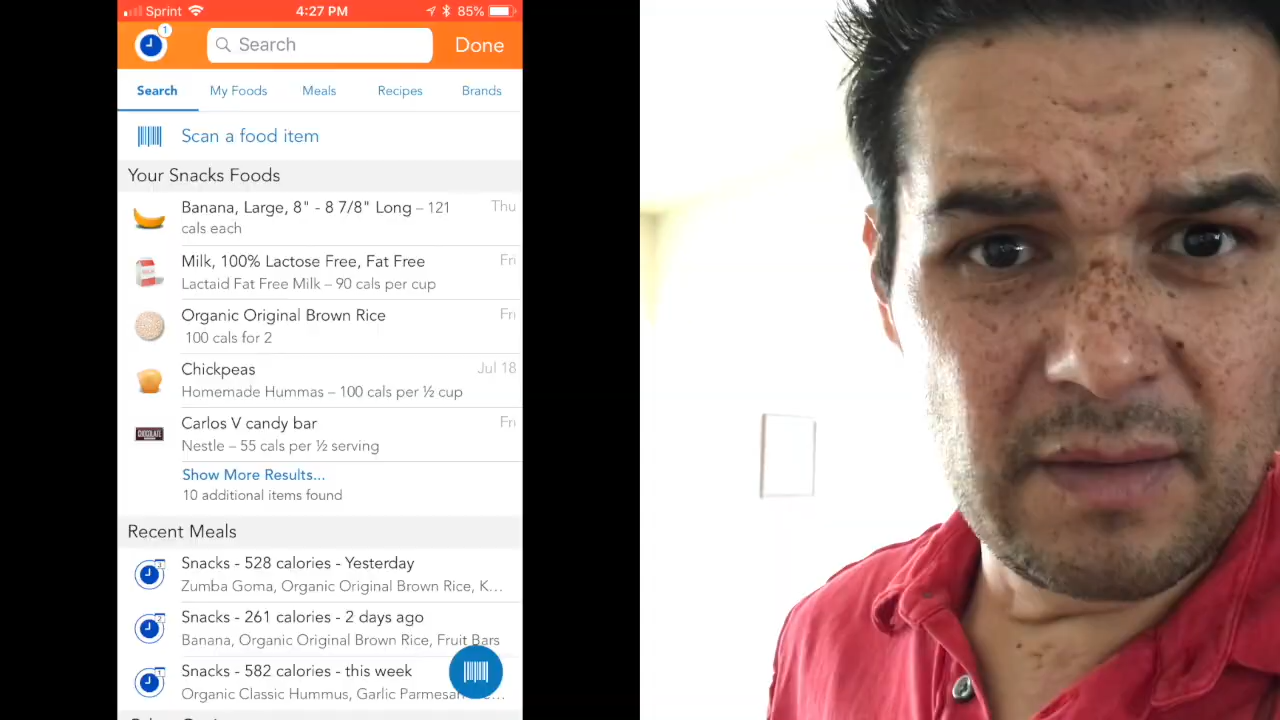 Sprint 4:27 PM 85%
1 Search Done
Search My Foods Meals Recipes Brands
Scan a food item
Your Snacks Foods
Banana, Large, 8" - 8 7/8" Long – 121 Thu
cals each
Milk, 100% Lactose Free, Fat Free Fri
Lactaid Fat Free Milk – 90 cals per cup
Organic Original Brown Rice Fri
100 cals for 2
Chickpeas Jul 18
Homemade Hummas – 100 cals per ½ cup
Carlos V candy bar Fri
CHOCOLATE
Nestle – 55 cals per ½ serving
Show More Results...
10 additional items found
Recent Meals
Snacks - 528 calories - Yesterday
3
Zumba Goma, Organic Original Brown Rice, K...
Snacks - 261 calories - 2 days ago
2
Banana, Organic Original Brown Rice, Fruit Bars
Snacks - 582 calories - this week
1
Organic Classic Hummus, Garlic Parmesan